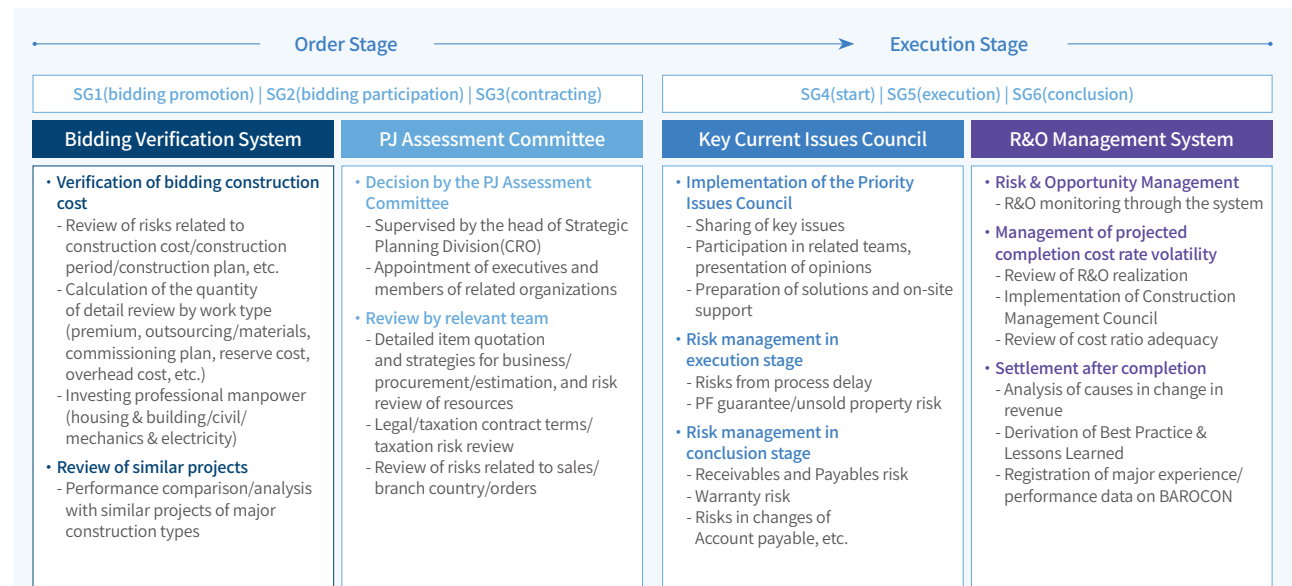 Order Stage
Execution Stage
SG1(bidding promotion) | SG2(bidding participation) | SG3(contracting)
SG4(start) | SG5(execution) | SG6(conclusion)
Bidding Verification System
• Verification of bidding construction
cost
- Review of risks related to
construction cost/construction
period/construction plan, etc.
- Calculation of the quantity
of detail review by work type
(premium, outsourcing/materials,
commissioning plan, reserve cost,
overhead cost, etc.)
- Investing professional manpower
(housing & building/civil/
mechanics & electricity)
• Review of similar projects
- Performance comparison/analysis
with similar projects of major
construction types
PJ Assessment Committee
• Decision by the PJ Assessment
Committee
- Supervised by the head of Strategic
Planning Division(CRO)
- Appointment of executives and
members of related organizations
• Review by relevant team
- Detailed item quotation
and strategies for business/
procurement/estimation, and risk
review of resources
- Legal/taxation contract terms/
taxation risk review
- Review of risks related to sales/
branch country/orders
Key Current Issues Council
• Implementation of the Priority
Issues Council
- Sharing of key issues
- Participation in related teams,
presentation of opinions
- Preparation of solutions and on-site
support
• Risk management in
execution stage
- Risks from process delay
- PF guarantee/unsold property risk
• Risk management in
conclusion stage
- Receivables and Payables risk
- Warranty risk
- Risks in changes of
Account payable, etc.
R&O Management System
• Risk & Opportunity Management
- R&O monitoring through the system
• Management of projected
completion cost rate volatility
- Review of R&O realization
- Implementation of Construction
Management Council
- Review of cost ratio adequacy
• Settlement after completion
- Analysis of causes in change in
revenue
- Derivation of Best Practice &
Lessons Learned
- Registration of major experience/
performance data on BAROCON